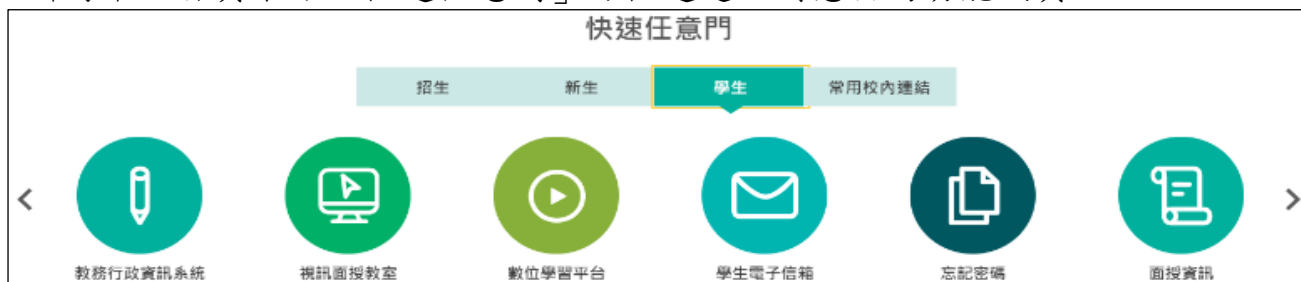 快速任意門
招生 新生 學生 常用校內連結
教務行政資訊系統 視訊面授教室 數位學習平台 學生電子信箱 忘記密碼 面授資訊